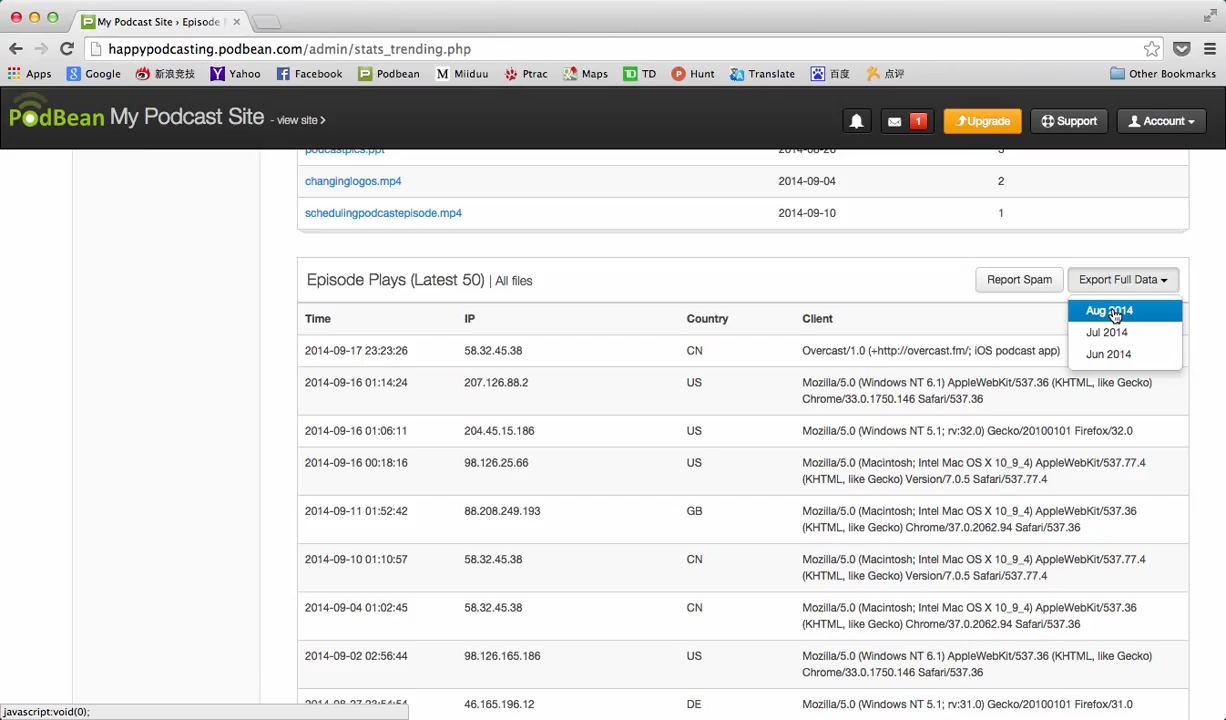 My Podcast Site › Episode
happypodcasting.podbean.com/admin/stats_trending.php
Apps Google 新浪竞技 Yahoo Facebook Podbean Miiduu Ptrac Maps TD Hunt Translate 百度 点评 Other Bookmarks
PodBean My Podcast Site - view site 1 Upgrade Support Account
podcastpics.ppt 2014-08-26 3
changinglogos.mp4 2014-09-04 2
schedulingpodcastepisode.mp4 2014-09-10 1
Episode Plays (Latest 50) | All files Report Spam Export Full Data
Aug 2014
Jul 2014
Jun 2014
Time IP Country Client
2014-09-17 23:23:26 58.32.45.38 CN Overcast/1.0 (+http://overcast.fm/; iOS podcast app)
2014-09-16 01:14:24 207.126.88.2 US Mozilla/5.0 (Windows NT 6.1) AppleWebKit/537.36 (KHTML, like Gecko)
Chrome/33.0.1750.146 Safari/537.36
2014-09-16 01:06:11 204.45.15.186 US Mozilla/5.0 (Windows NT 5.1; rv:32.0) Gecko/20100101 Firefox/32.0
2014-09-16 00:18:16 98.126.25.66 US Mozilla/5.0 (Macintosh; Intel Mac OS X 10_9_4) AppleWebKit/537.77.4
(KHTML, like Gecko) Version/7.0.5 Safari/537.77.4
2014-09-11 01:52:42 88.208.249.193 GB Mozilla/5.0 (Macintosh; Intel Mac OS X 10_9_4) AppleWebKit/537.36
(KHTML, like Gecko) Chrome/37.0.2062.94 Safari/537.36
2014-09-10 01:10:57 58.32.45.38 CN Mozilla/5.0 (Macintosh; Intel Mac OS X 10_9_4) AppleWebKit/537.77.4
(KHTML, like Gecko) Version/7.0.5 Safari/537.77.4
2014-09-04 01:02:45 58.32.45.38 CN Mozilla/5.0 (Macintosh; Intel Mac OS X 10_9_4) AppleWebKit/537.36
(KHTML, like Gecko) Chrome/37.0.2062.94 Safari/537.36
2014-09-02 02:56:44 98.126.165.186 US Mozilla/5.0 (Windows NT 6.1) AppleWebKit/537.36 (KHTML, like Gecko)
Chrome/33.0.1750.146 Safari/537.36
2014-08-27 23:54:54 46.165.196.12 DE Mozilla/5.0 (Windows NT 5.1; rv:31.0) Gecko/20100101 Firefox/31.0
javascript:void(0);